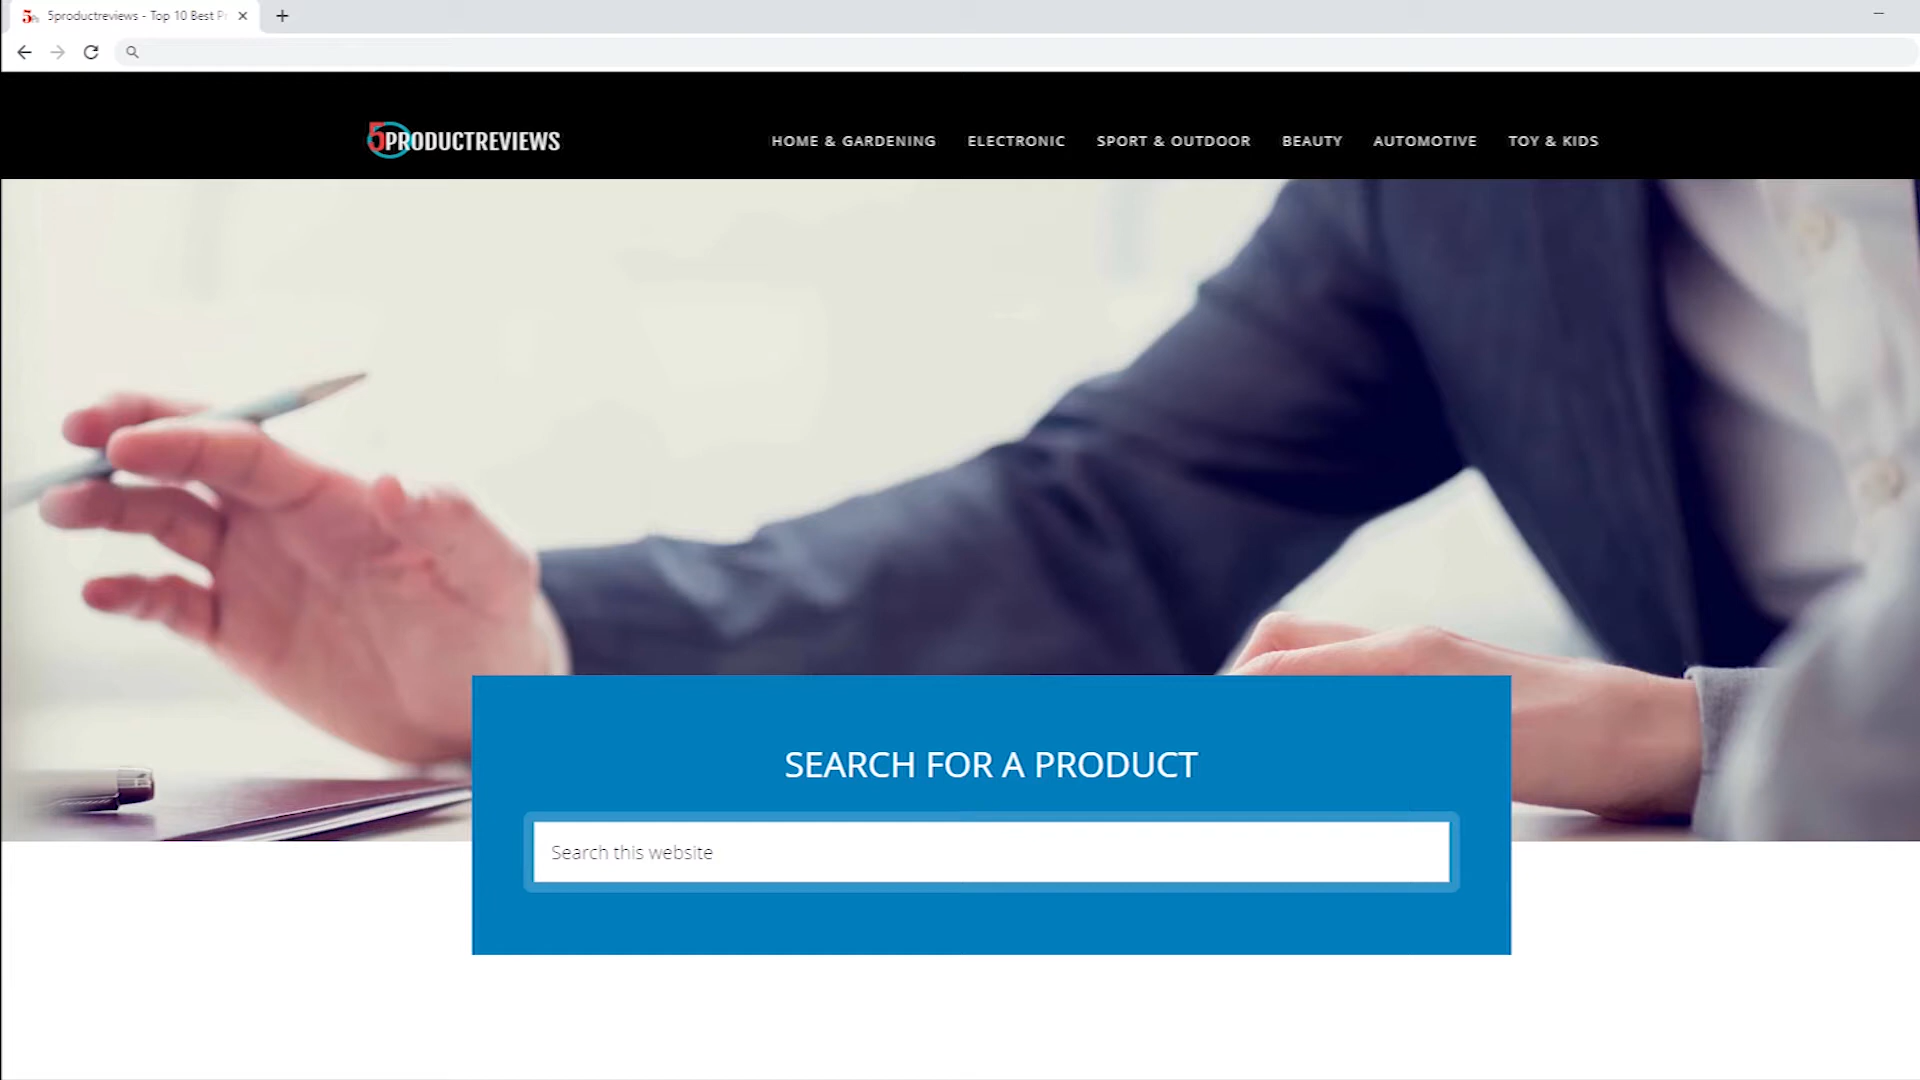 5productreviews - Top 10 Best Pr
5PRODUCTREVIEWS
HOME & GARDENING ELECTRONIC SPORT & OUTDOOR BEAUTY AUTOMOTIVE TOY & KIDS
SEARCH FOR A PRODUCT
Search this website